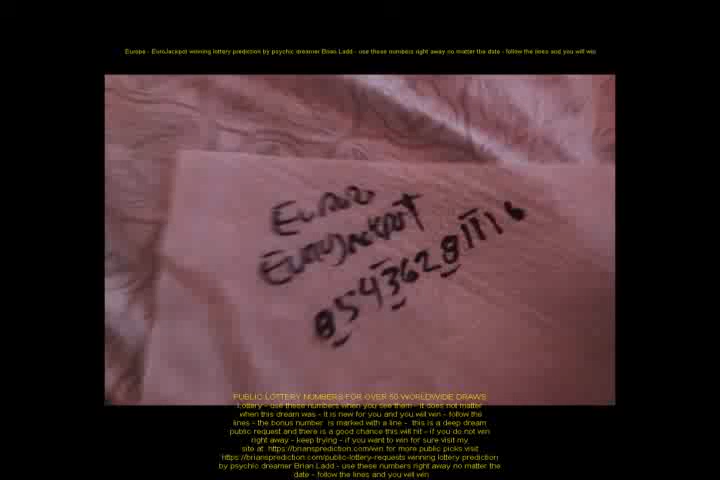 Europe - EuroJackpot winning lottery prediction by psychic dreamer Brian Ladd - use these numbers right away no matter the date - follow the lines and you will win
EuroJackpot
8 5 4 3 6 2 8 1 1 1 6
PUBLIC LOTTERY NUMBERS FOR OVER 50 WORLDWIDE DRAWS
Lottery - use these numbers when you see them - it does not matter
when this dream was - it is new for you and you will win - follow the
lines - the bonus number is marked with a line - this is a deep dream
public request and there is a good chance this will hit - if you do not win
right away - keep trying - if you want to win for sure visit my
site at https://briansprediction.com/win for more public picks visit
https://briansprediction.com/public-lottery-requests winning lottery prediction
by psychic dreamer Brian Ladd - use these numbers right away no matter the
date - follow the lines and you will win